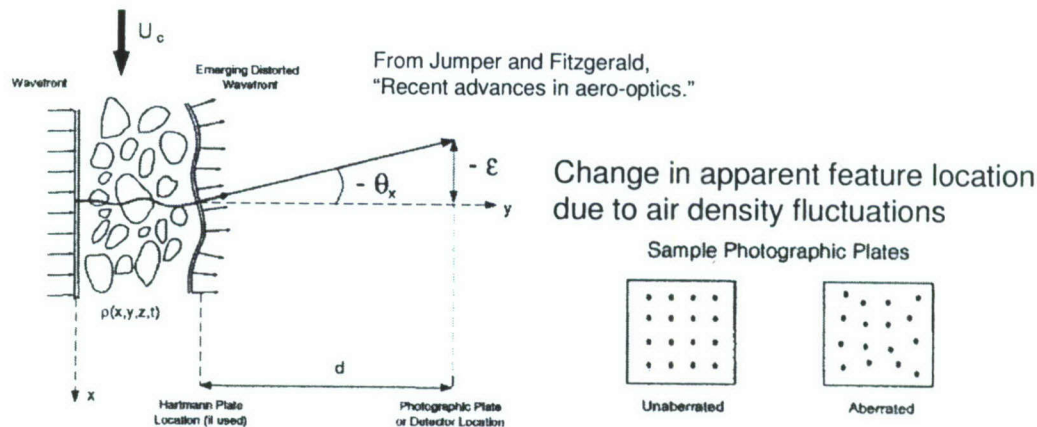 U c
Wavefront
Emerging Distorted
Wavefront
From Jumper and Fitzgerald,
"Recent advances in aero-optics."
- ε
- θx
y
Change in apparent feature location
due to air density fluctuations
Sample Photographic Plates
ρ(x,y,z,t)
d
x
Hartmann Plate
Location (if used)
Photographic Plate
or Detector Location
Unaberrated
Aberrated